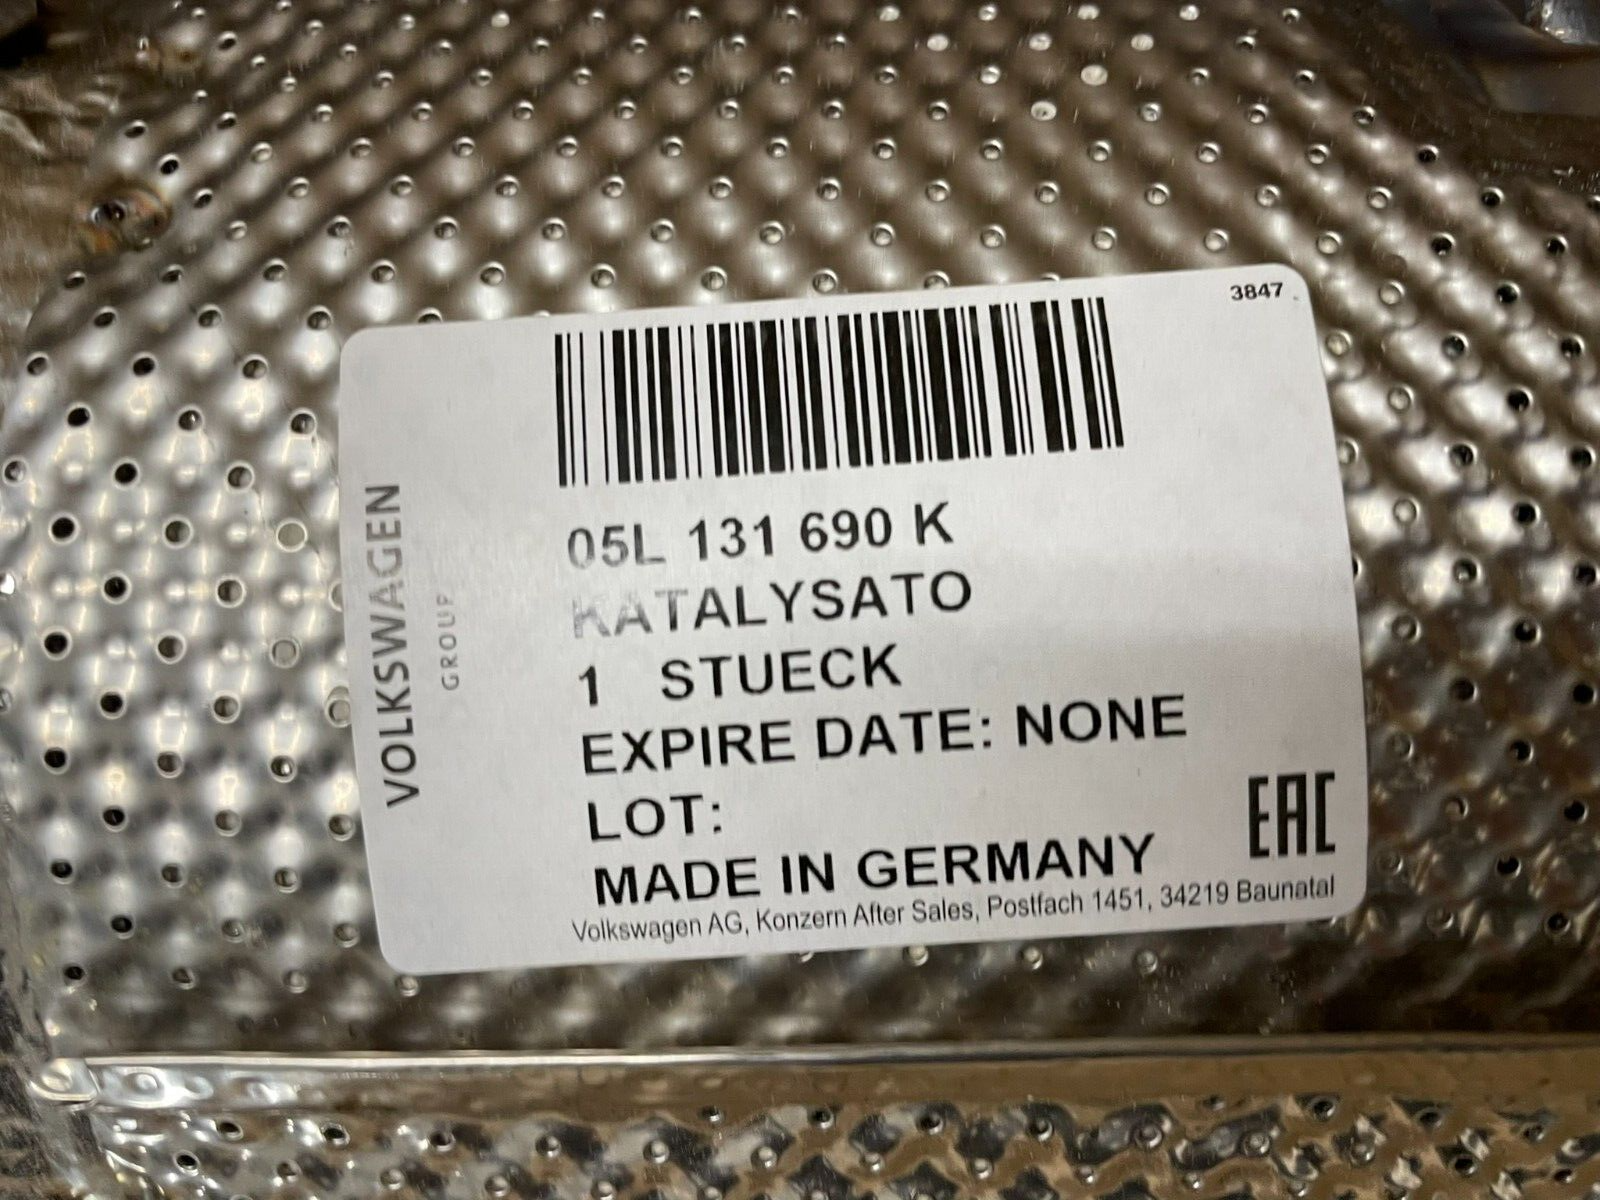 3847
VOLKSWAGEN
GROUP
05L 131 690 K
KATALYSATO
1 STUECK
EXPIRE DATE: NONE
LOT:
MADE IN GERMANY
EAC
Volkswagen AG, Konzern After Sales, Postfach 1451, 34219 Baunatal